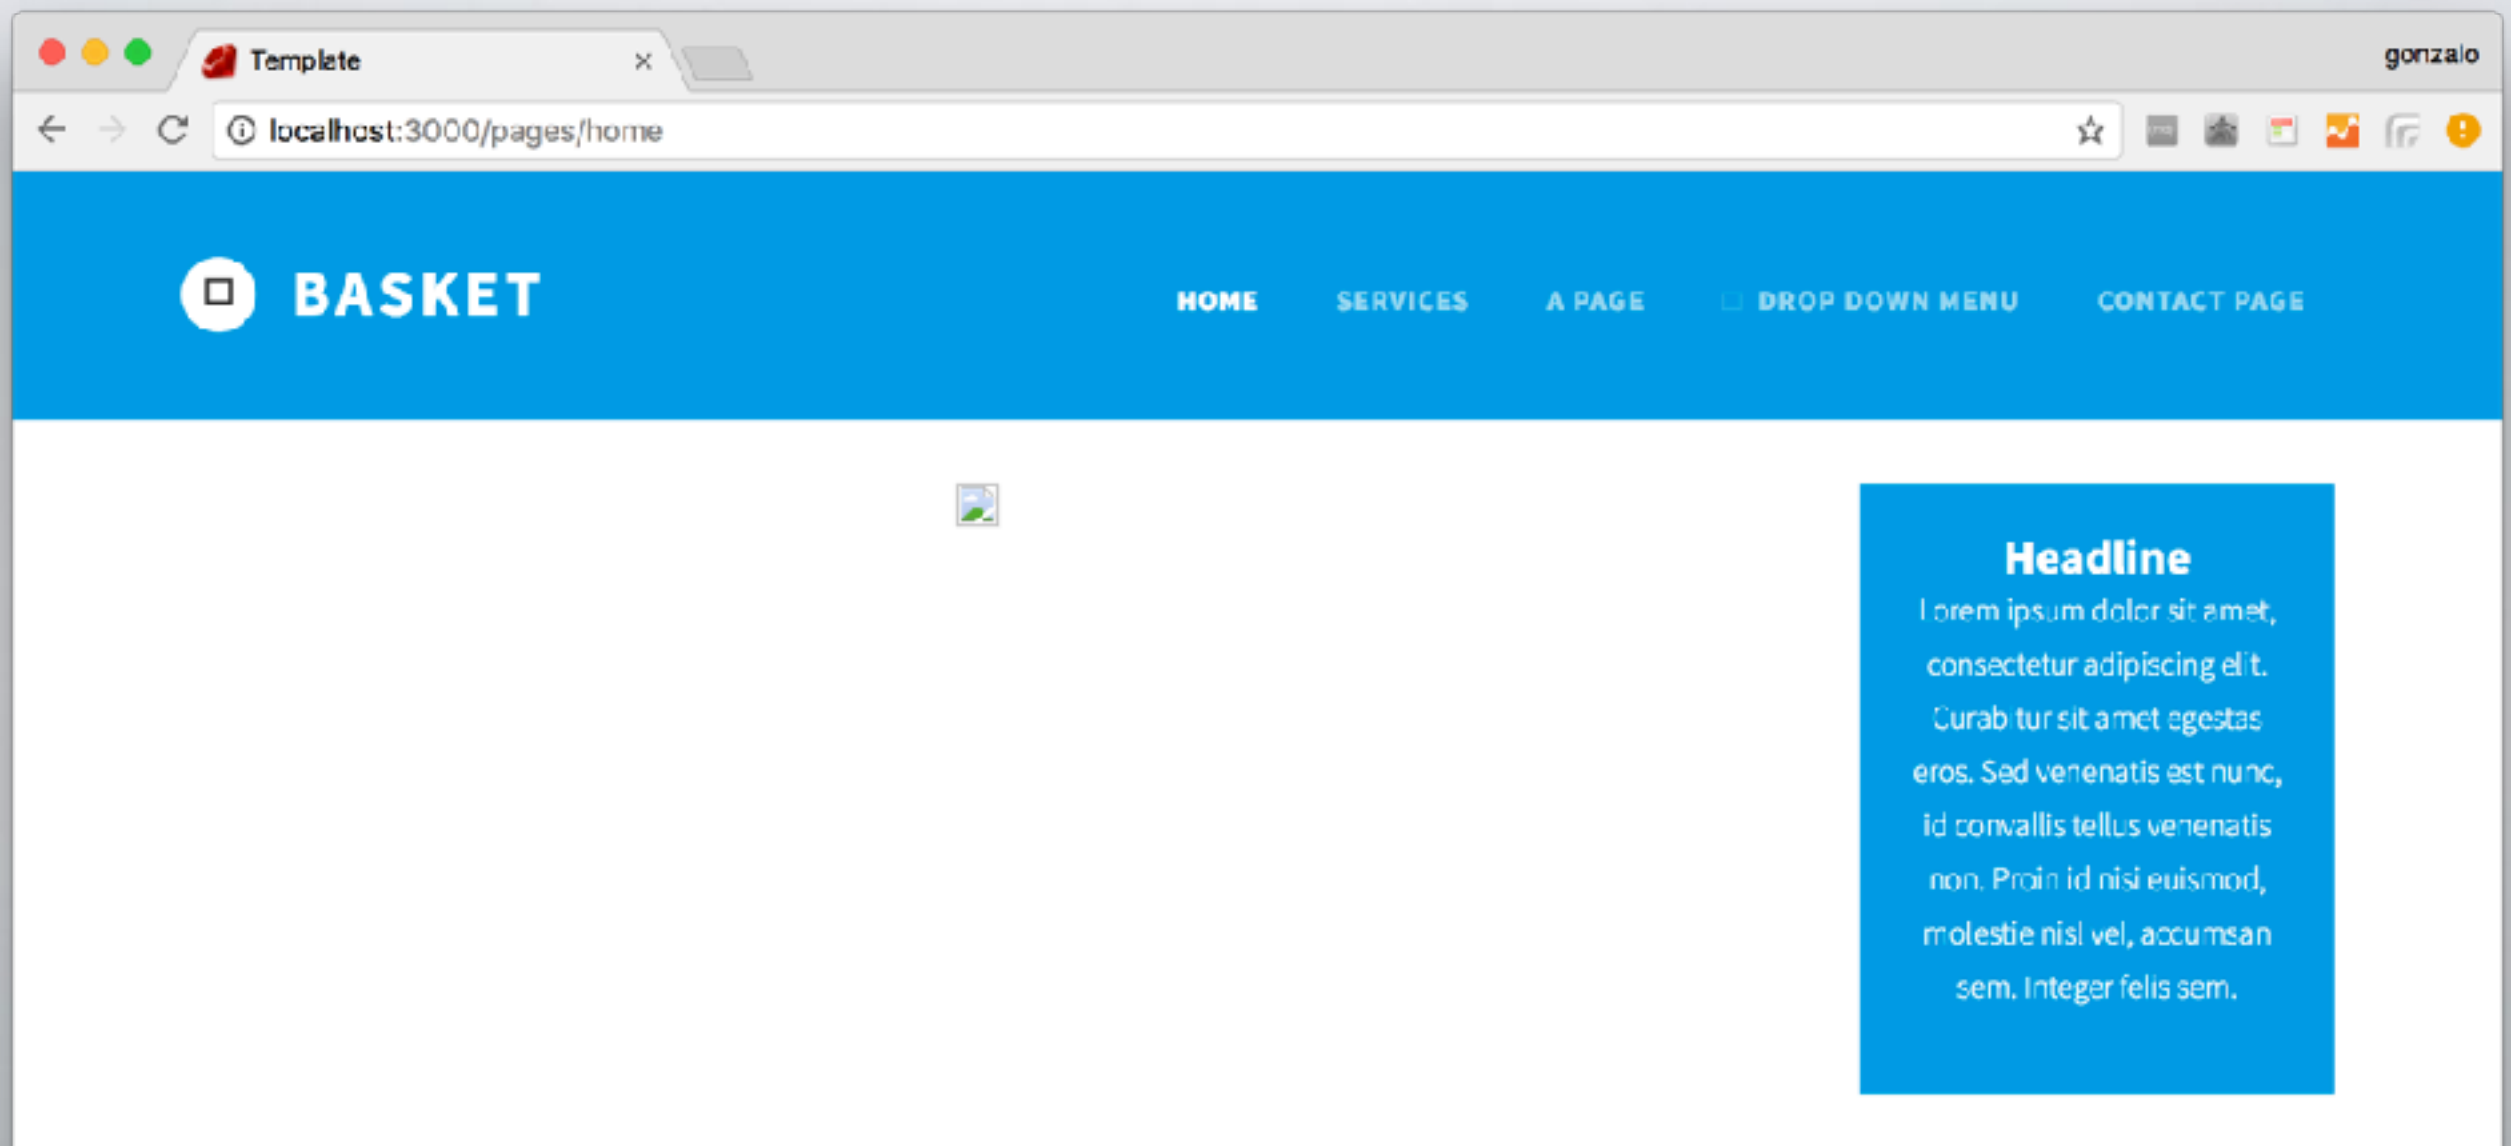 Template
gonzalo
localhost:3000/pages/home
BASKET
HOME SERVICES A PAGE DROP DOWN MENU CONTACT PAGE
Headline
Lorem ipsum dolor sit amet,
consectetur adipiscing elit.
Curabitur sit amet egestas
eros. Sed venenatis est nunc,
id convallis tellus venenatis
non. Proin id nisi euismod,
molestie nisl vel, accumsan
sem. Integer felis sem.